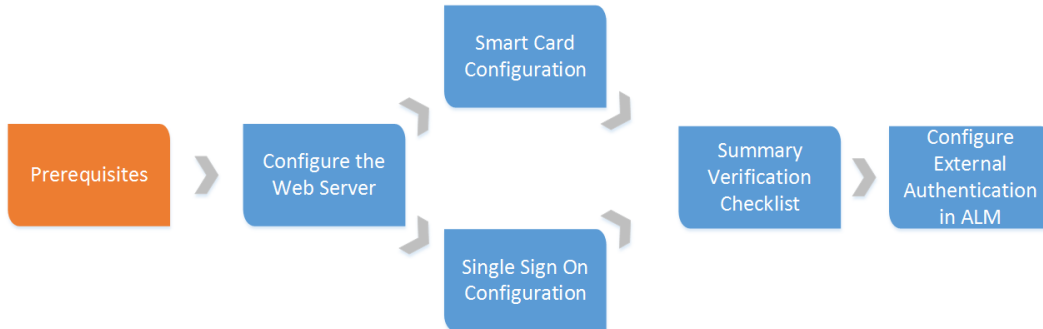 Prerequisites
Configure the
Web Server
Smart Card
Configuration
Single Sign On
Configuration
Summary
Verification
Checklist
Configure
External
Authentication
in ALM